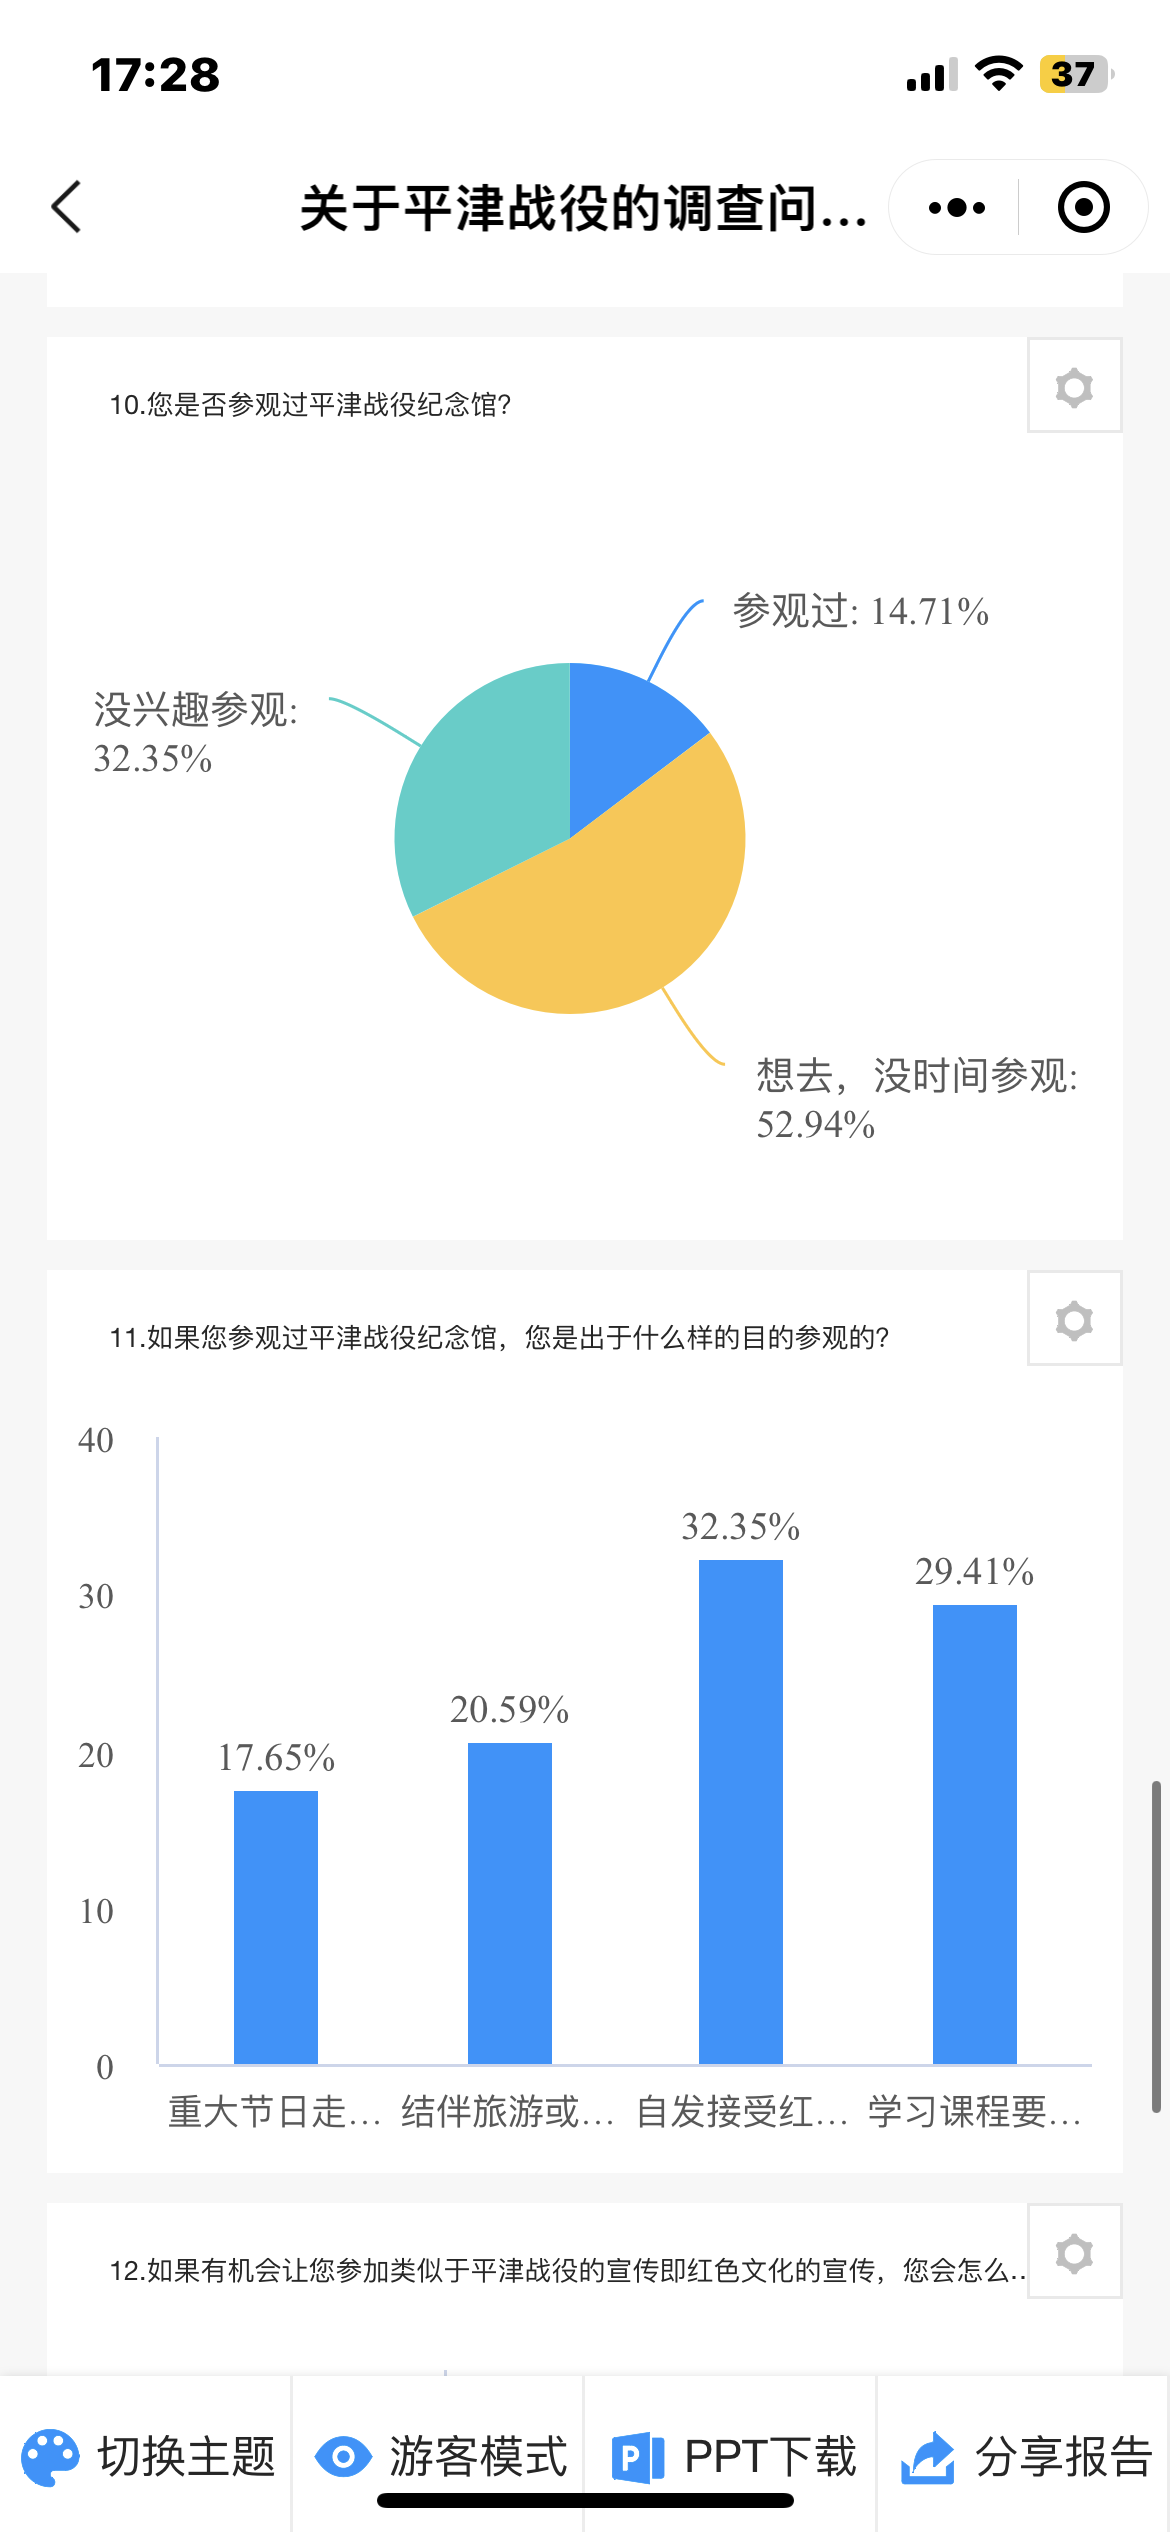 17:28
37
关于平津战役的调查问...
10.您是否参观过平津战役纪念馆?
参观过: 14.71%
没兴趣参观:
32.35%
想去，没时间参观:
52.94%
11.如果您参观过平津战役纪念馆，您是出于什么样的目的参观的?
40
30
20
10
0
17.65%
20.59%
32.35%
29.41%
重大节日走...
结伴旅游或...
自发接受红...
学习课程要...
12.如果有机会让您参加类似于平津战役的宣传即红色文化的宣传，您会怎么..
切换主题
游客模式
P
PPT下载
分享报告